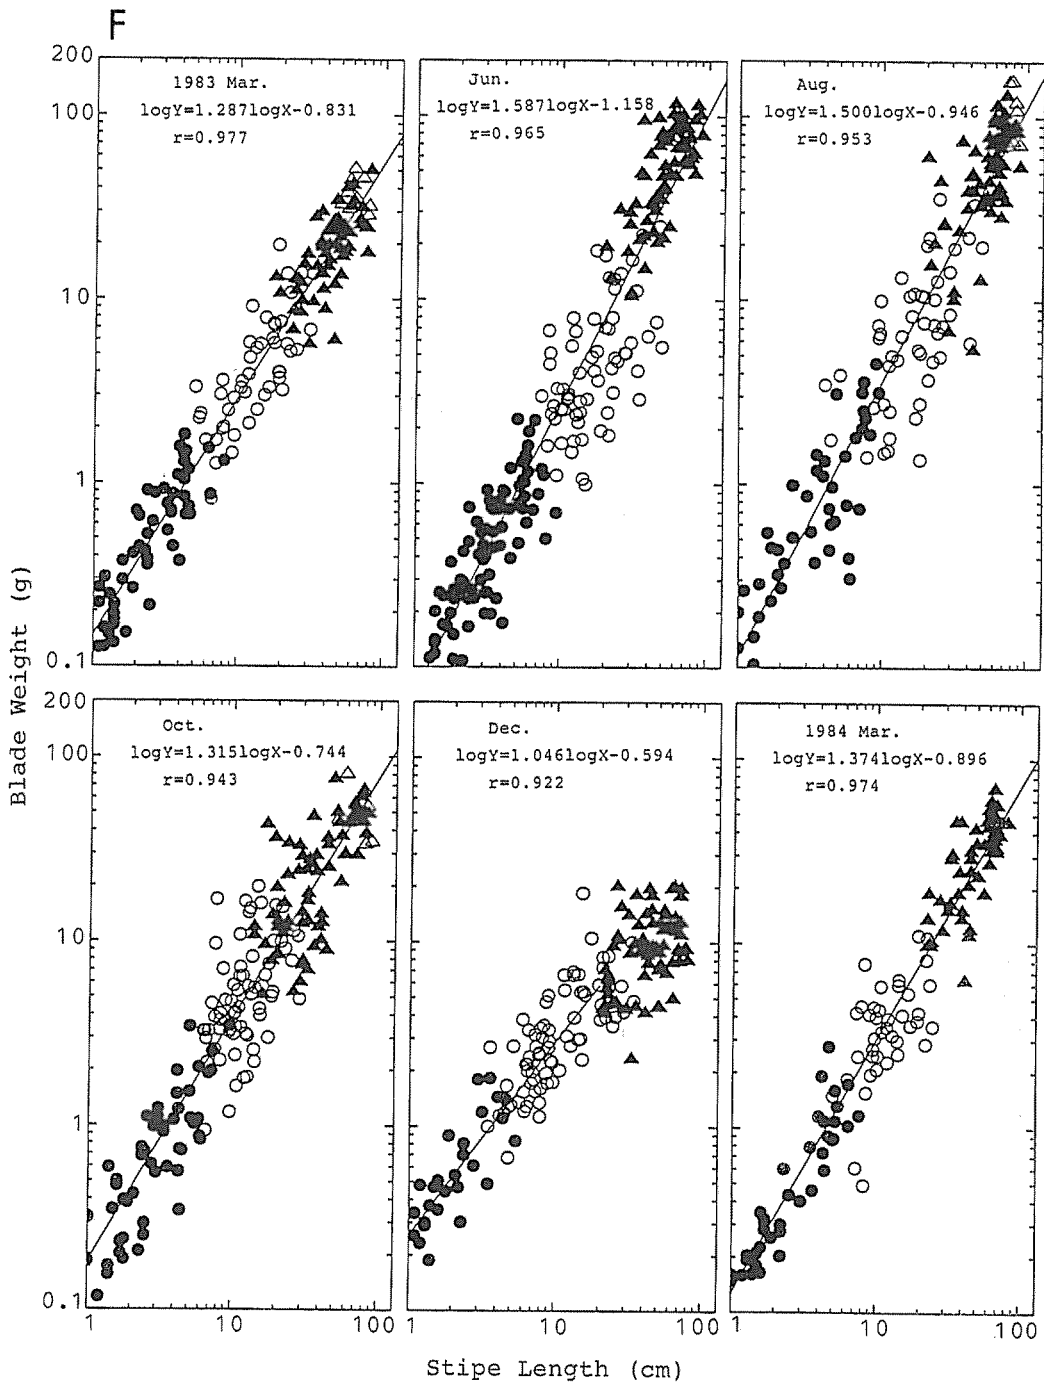 F
200
100
10
1
0.1
1983 Mar.
logY=1.287logX-0.831
r=0.977
Jun.
logY=1.587logX-1.158
r=0.965
Aug.
logY=1.500logX-0.946
r=0.953
Blade Weight (g)
200
100
10
1
0.1
Oct.
logY=1.315logX-0.744
r=0.943
Dec.
logY=1.046logX-0.594
r=0.922
1984 Mar.
logY=1.374logX-0.896
r=0.974
1 10 100 1 10 100 1 10 100
Stipe Length (cm)